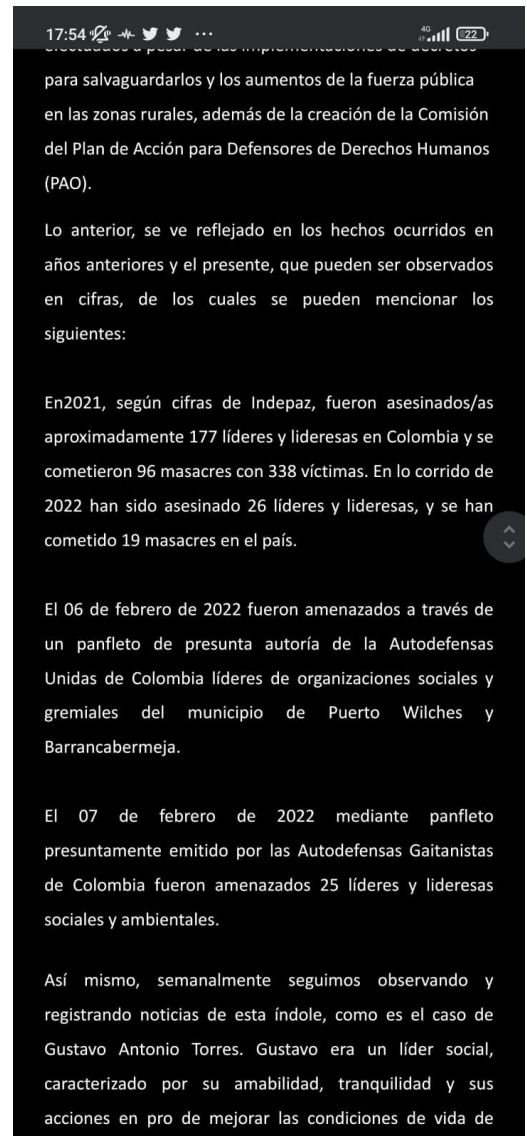 17:54
4G
22
para salvaguardarlos y los aumentos de la fuerza pública
en las zonas rurales, además de la creación de la Comisión
del Plan de Acción para Defensores de Derechos Humanos
(PAO).
Lo anterior, se ve reflejado en los hechos ocurridos en
años anteriores y el presente, que pueden ser observados
en cifras, de los cuales se pueden mencionar los
siguientes:
En2021, según cifras de Indepaz, fueron asesinados/as
aproximadamente 177 líderes y lideresas en Colombia y se
cometieron 96 masacres con 338 víctimas. En lo corrido de
2022 han sido asesinado 26 líderes y lideresas, y se han
cometido 19 masacres en el país.
El 06 de febrero de 2022 fueron amenazados a través de
un panfleto de presunta autoría de la Autodefensas
Unidas de Colombia líderes de organizaciones sociales y
gremiales del municipio de Puerto Wilches y
Barrancabermeja.
El 07 de febrero de 2022 mediante panfleto
presuntamente emitido por las Autodefensas Gaitanistas
de Colombia fueron amenazados 25 líderes y lideresas
sociales y ambientales.
Así mismo, semanalmente seguimos observando y
registrando noticias de esta índole, como es el caso de
Gustavo Antonio Torres. Gustavo era un líder social,
caracterizado por su amabilidad, tranquilidad y sus
acciones en pro de mejorar las condiciones de vida de